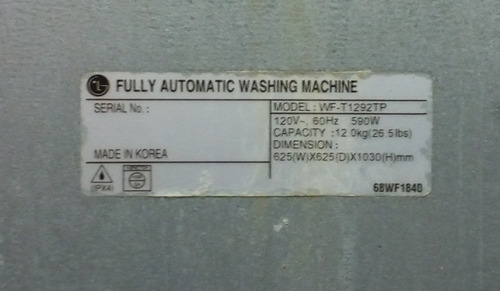 LG FULLY AUTOMATIC WASHING MACHINE
SERIAL No. :
MODEL : WF-T1292TP
120V~, 60Hz 590W
CAPACITY : 12.0kg(26.5lbs)
DIMENSION :
625(W)X625(D)X1030(H)mm
MADE IN KOREA
(IPX4)
68WF1840